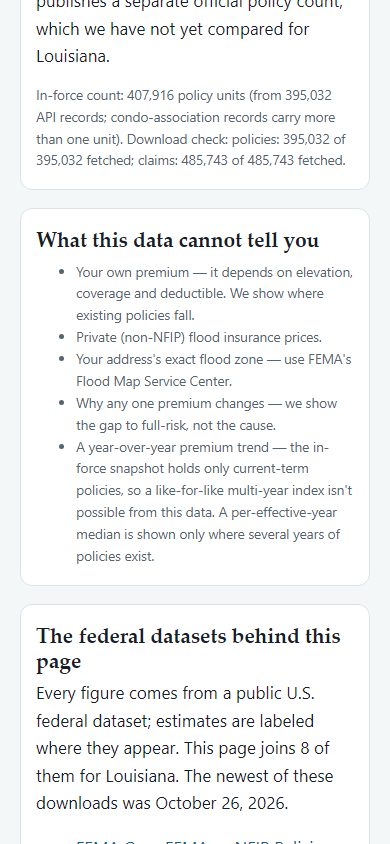 publishes a separate official policy count,
which we have not yet compared for
Louisiana.
In-force count: 407,916 policy units (from 395,032
API records; condo-association records carry more
than one unit). Download check: policies: 395,032 of
395,032 fetched; claims: 485,743 of 485,743 fetched.
What this data cannot tell you
• Your own premium — it depends on elevation,
coverage and deductible. We show where
existing policies fall.
• Private (non-NFIP) flood insurance prices.
• Your address's exact flood zone — use FEMA's
Flood Map Service Center.
• Why any one premium changes — we show
the gap to full-risk, not the cause.
• A year-over-year premium trend — the in-
force snapshot holds only current-term
policies, so a like-for-like multi-year index isn't
possible from this data. A per-effective-year
median is shown only where several years of
policies exist.
The federal datasets behind this
page
Every figure comes from a public U.S.
federal dataset; estimates are labeled
where they appear. This page joins 8 of
them for Louisiana. The newest of these
downloads was October 26, 2026.